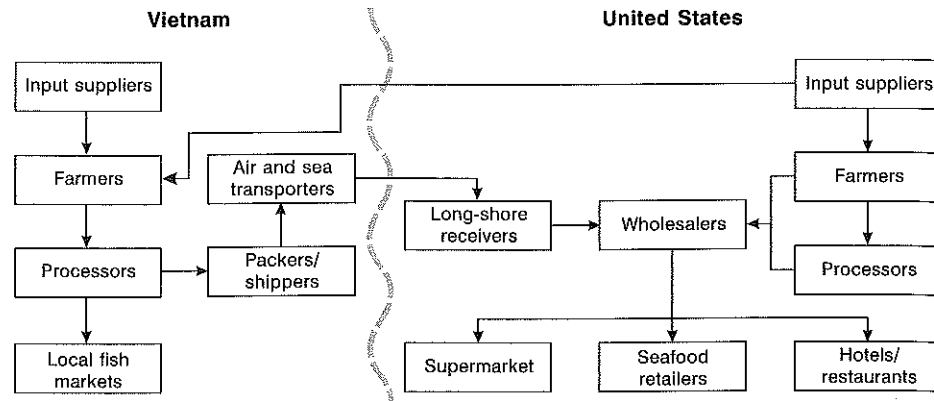 Vietnam
United States
Input suppliers
Input suppliers
Farmers
Air and sea
transporters
Farmers
Long-shore
receivers
Wholesalers
Processors
Packers/
shippers
Processors
Local fish
markets
Supermarket
Seafood
retailers
Hotels/
restaurants